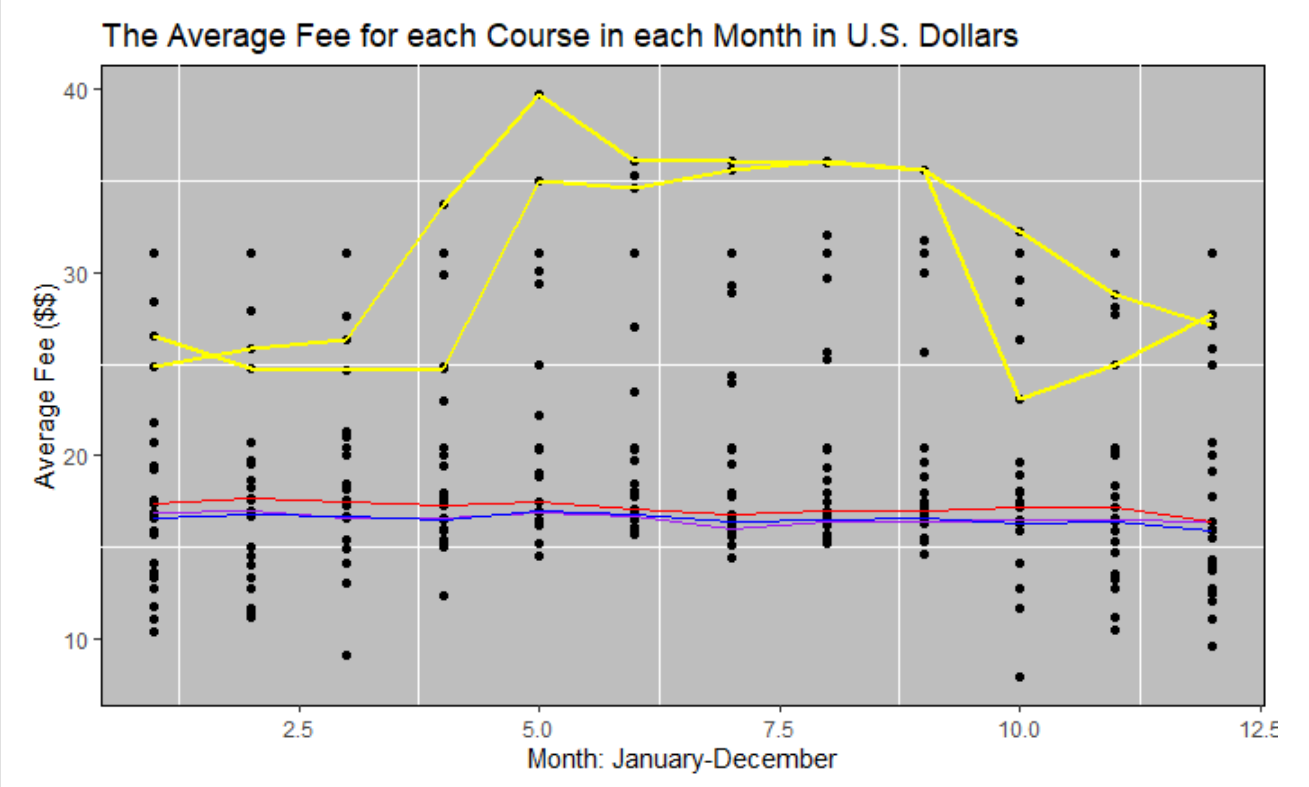 The Average Fee for each Course in each Month in U.S. Dollars
40
30
20
10
Average Fee ($$)
2.5 5.0 7.5 10.0 12.5
Month: January-December